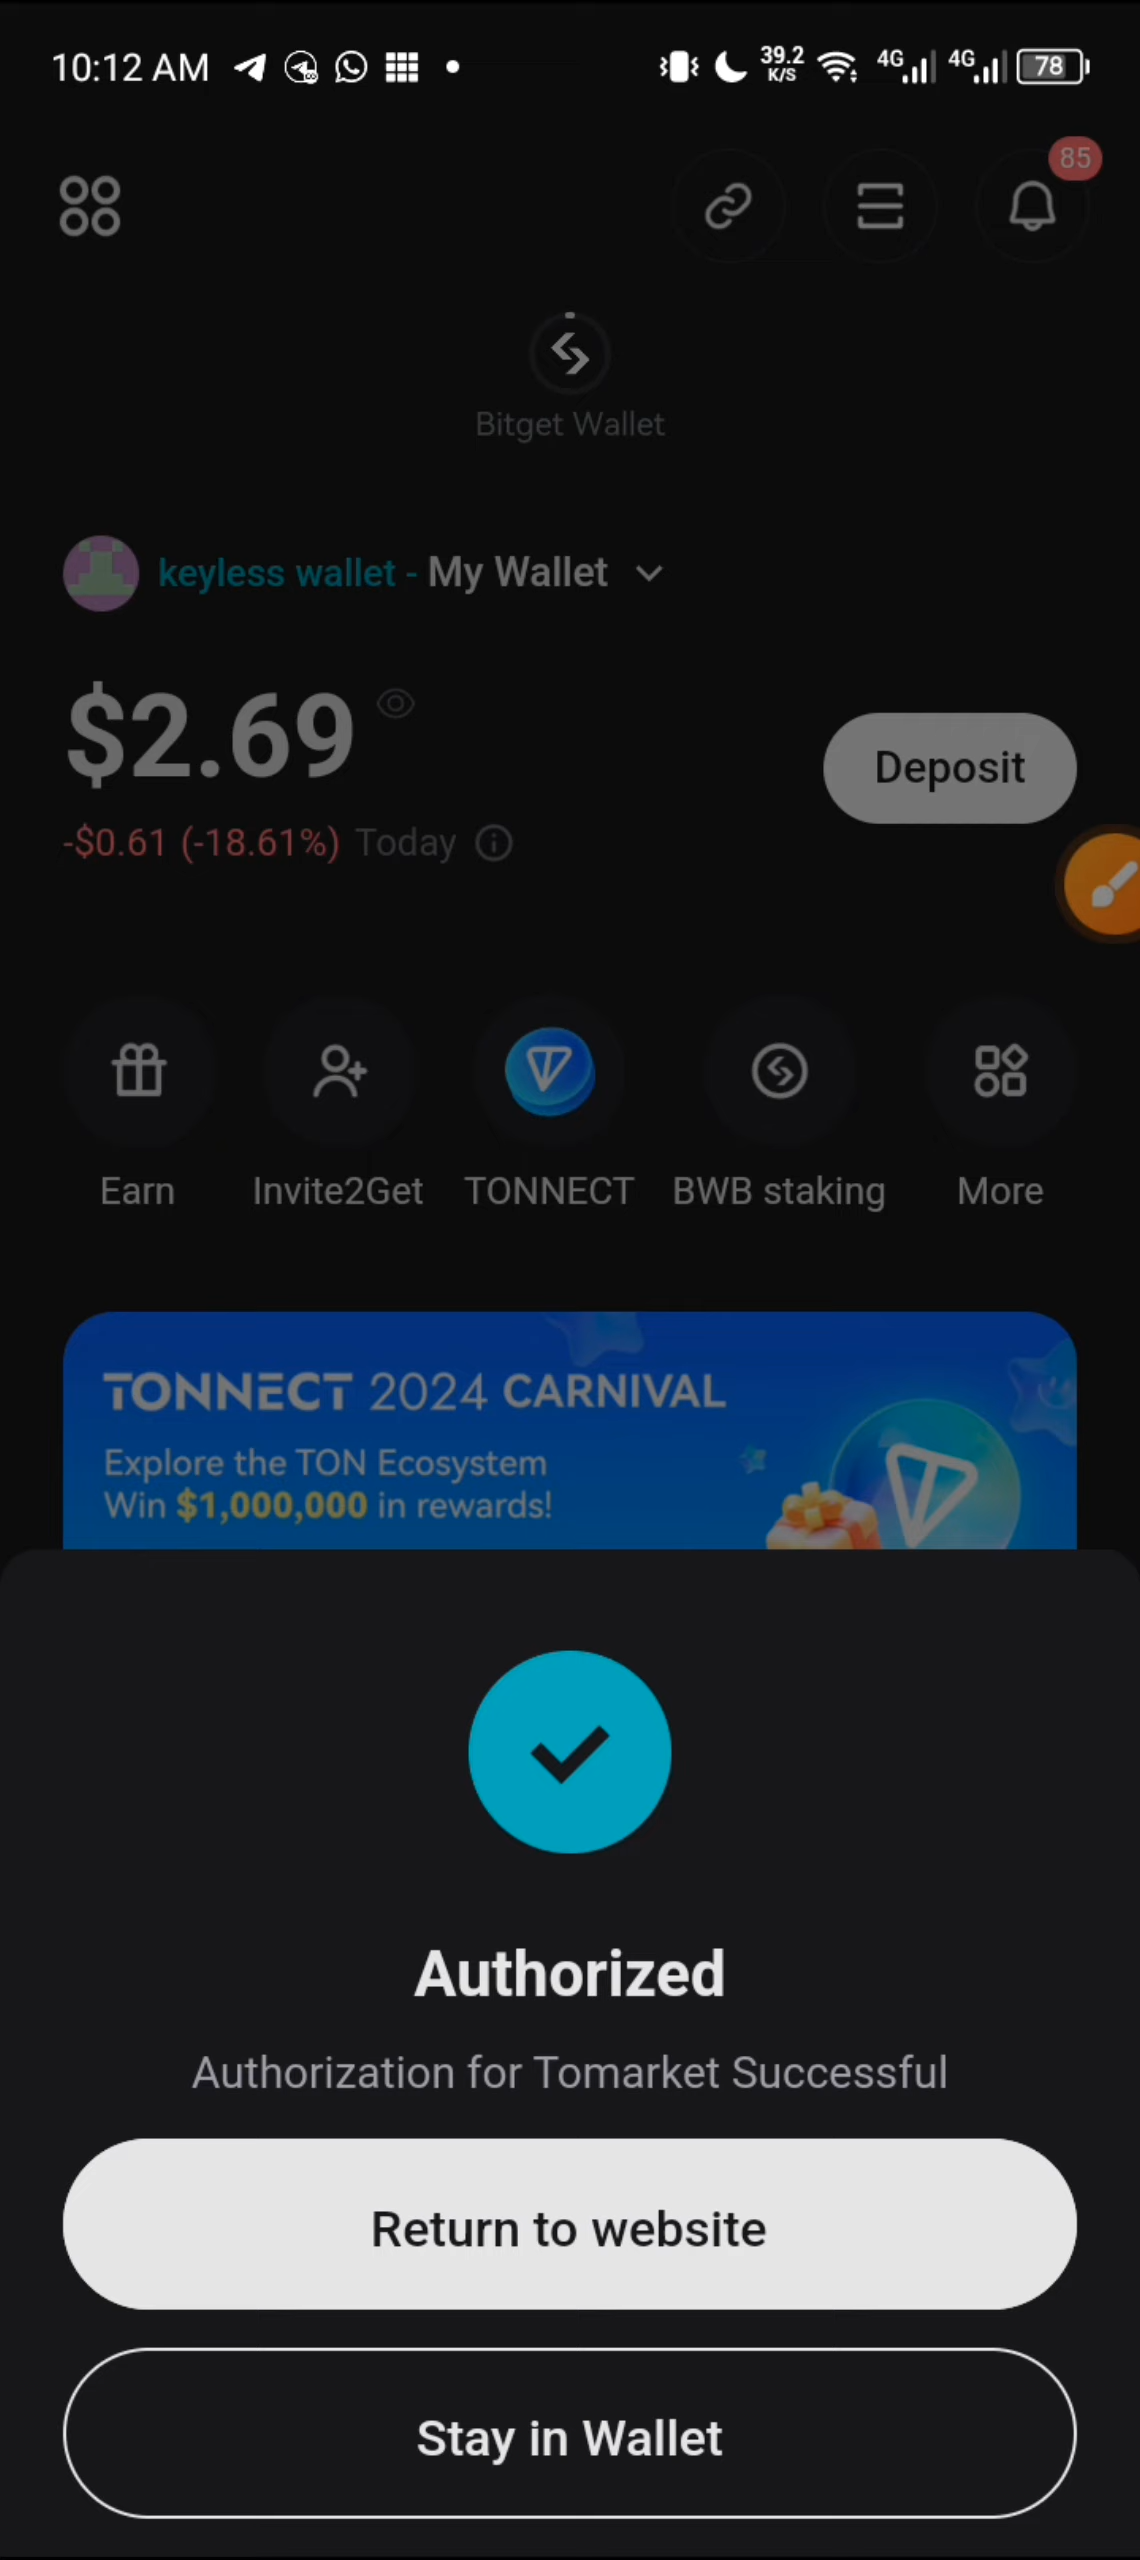 10:12 AM 39.2 K/S 4G 4G 78
85
Bitget Wallet
keyless wallet - My Wallet
$2.69
Deposit
-$0.61 (-18.61%) Today
Earn Invite2Get TONNECT BWB staking More
TONNECT 2024 CARNIVAL
Explore the TON Ecosystem
Win $1,000,000 in rewards!
Authorized
Authorization for Tomarket Successful
Return to website
Stay in Wallet